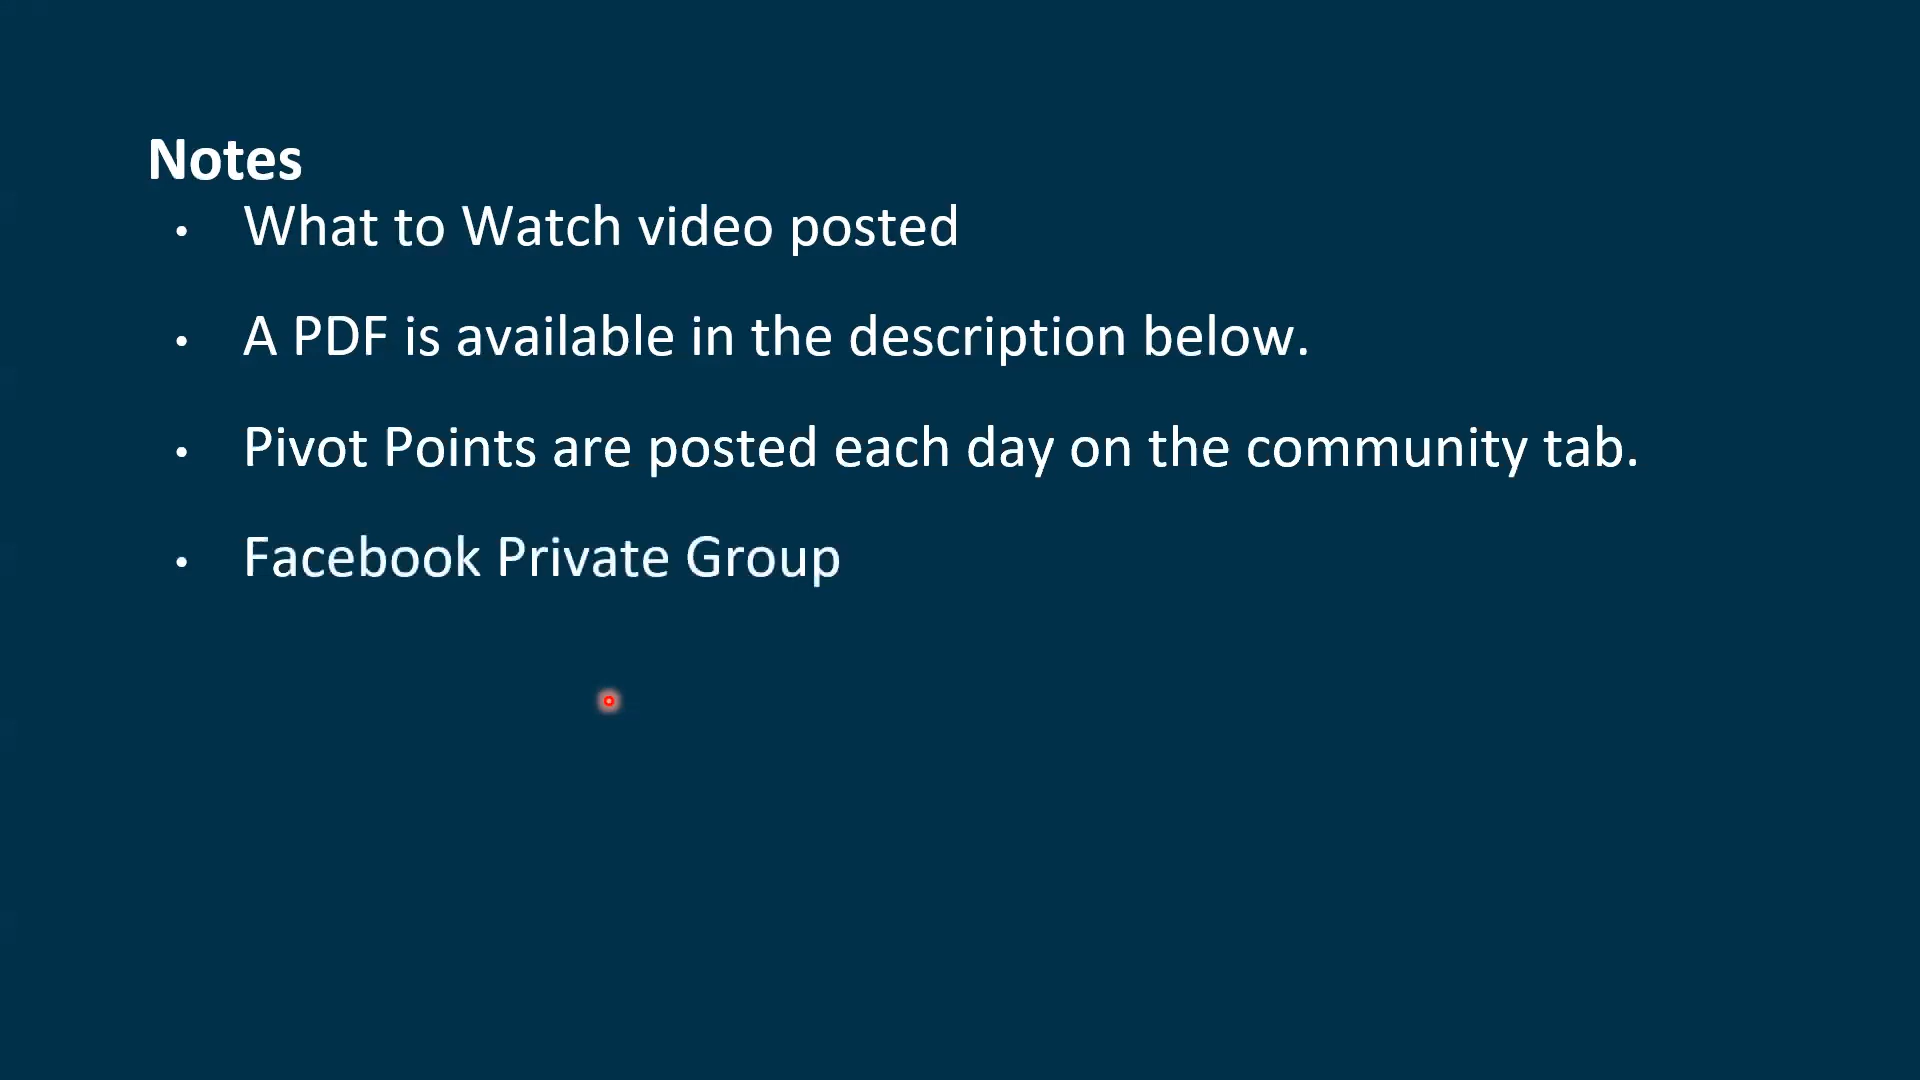 Notes
• What to Watch video posted
• A PDF is available in the description below.
• Pivot Points are posted each day on the community tab.
• Facebook Private Group